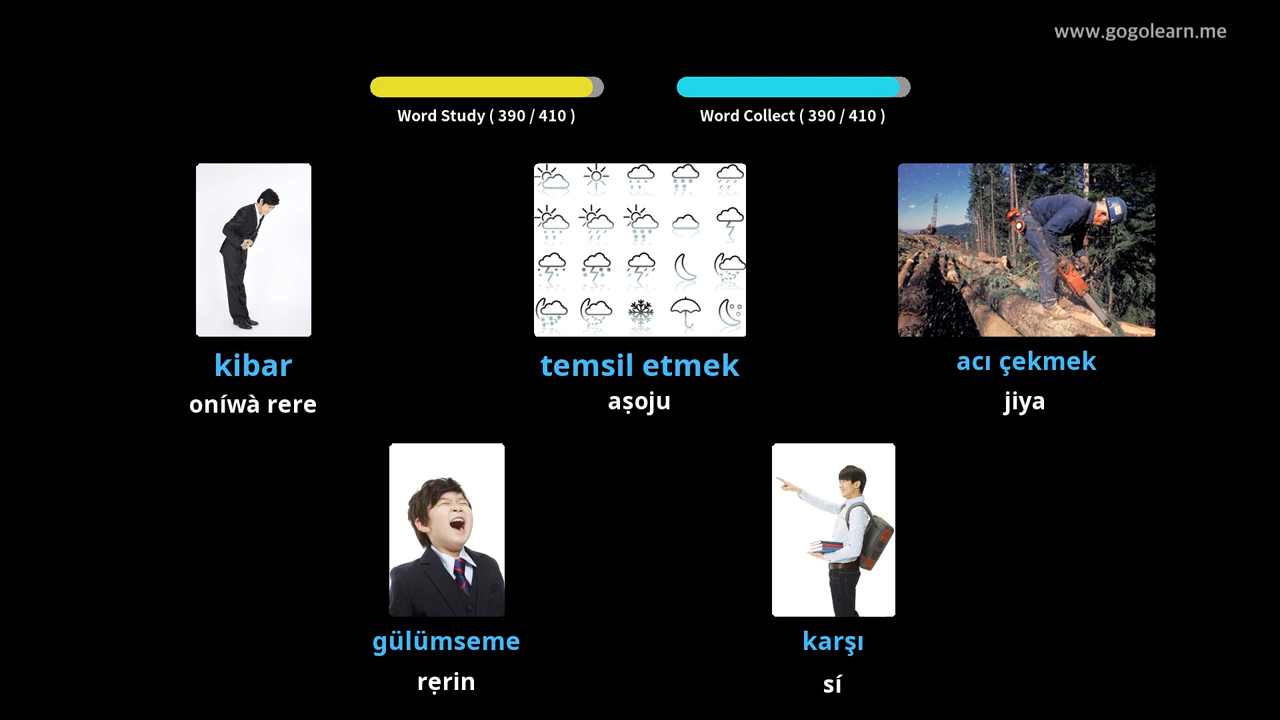 www.gogolearn.me
Word Study ( 390 / 410 )
Word Collect ( 390 / 410 )
kibar
oníwà rere
temsil etmek
aṣoju
acı çekmek
jiya
gülümseme
rẹrin
karşı
sí